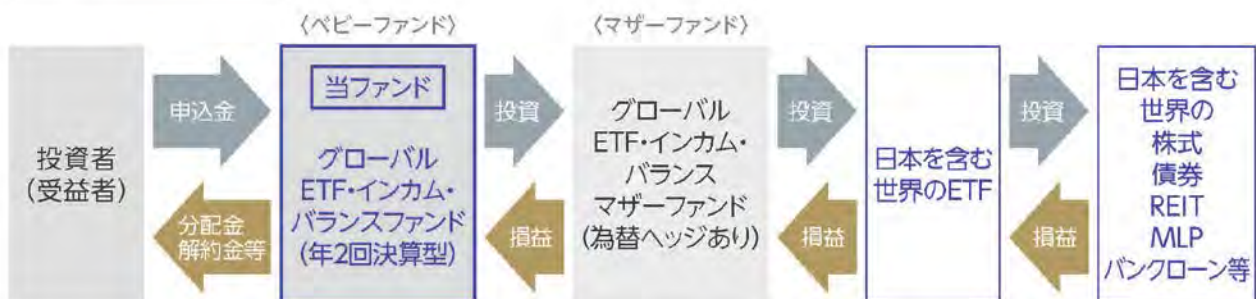 〈ベビーファンド〉
〈マザーファンド〉
投資者
(受益者)
申込金
分配金
解約金等
当ファンド
グローバル
ETF・インカム・
バランスファンド
(年2回決算型)
投資
損益
グローバル
ETF・インカム・
バランス
マザーファンド
(為替ヘッジあり)
投資
損益
日本を含む
世界のETF
投資
損益
日本を含む
世界の
株式
債券
REIT
MLP
バンクローン等